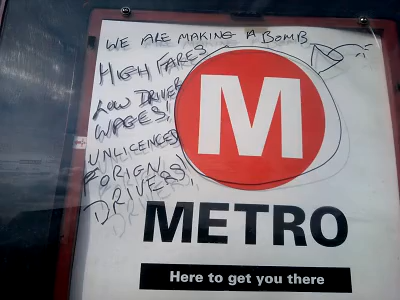 WE ARE MAKING A BOMB
HIGH FARES
LOW DRIVER
WAGES!
UNLICENCED
FORIGN
DRIVERS!
M
METRO
Here to get you there